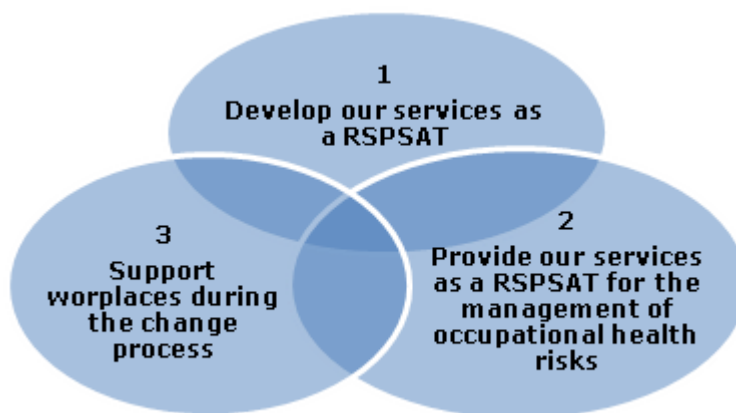 1
Develop our services as
a RSPSAT
3
Support
worplaces during
the change
process
2
Provide our services
as a RSPSAT for the
management of
occupational health
risks